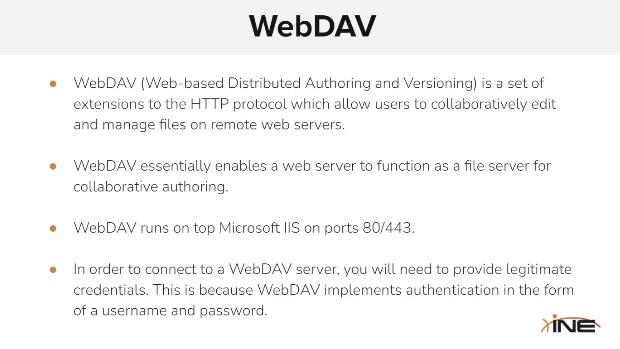 WebDAV
WebDAV (Web-based Distributed Authoring and Versioning) is a set of
extensions to the HTTP protocol which allow users to collaboratively edit
and manage files on remote web servers.
WebDAV essentially enables a web server to function as a file server for
collaborative authoring.
WebDAV runs on top Microsoft IIS on ports 80/443.
In order to connect to a WebDAV server, you will need to provide legitimate
credentials. This is because WebDAV implements authentication in the form
of a username and password.
INE